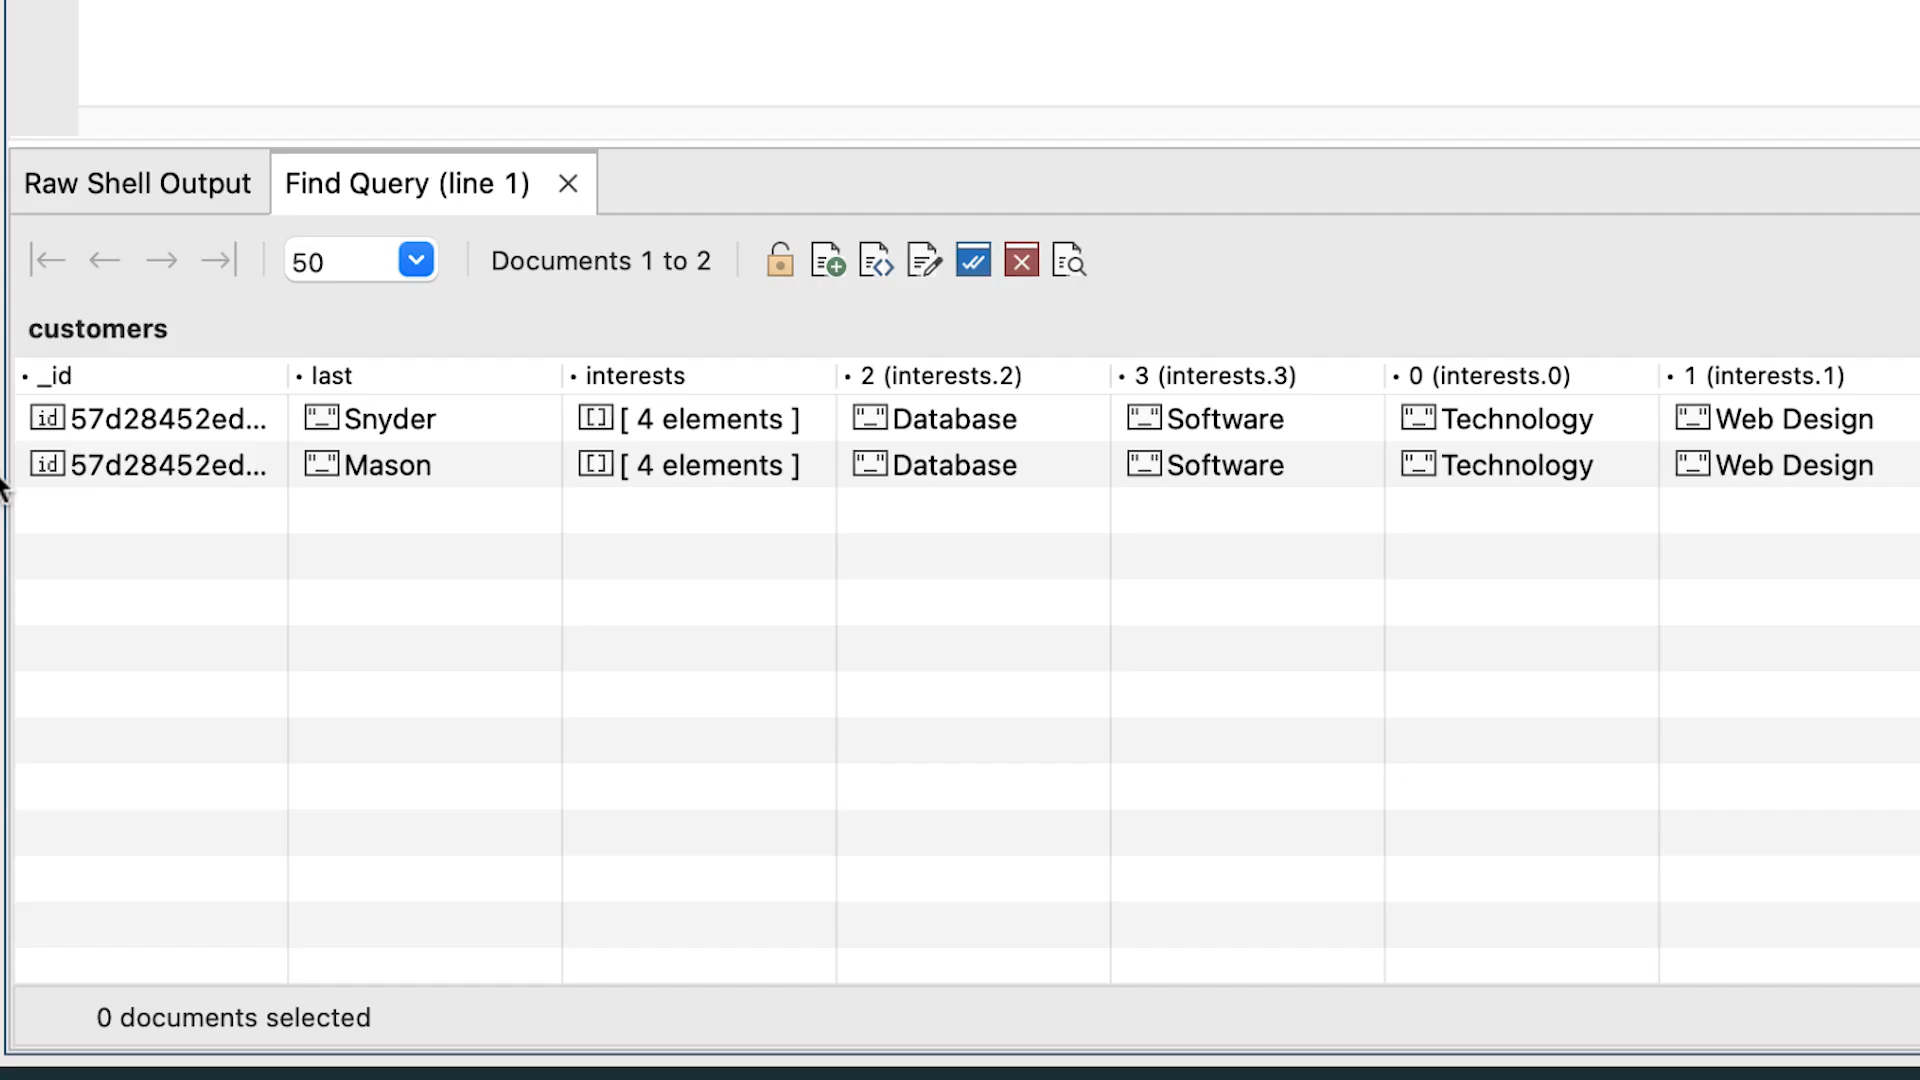 Raw Shell Output Find Query (line 1)
50 Documents 1 to 2
customers
_id last interests 2 (interests.2) 3 (interests.3) 0 (interests.0) 1 (interests.1)
id 57d28452ed... "_" Snyder [] [ 4 elements ] "_" Database "_" Software "_" Technology "_" Web Design
id 57d28452ed... "_" Mason [] [ 4 elements ] "_" Database "_" Software "_" Technology "_" Web Design
0 documents selected